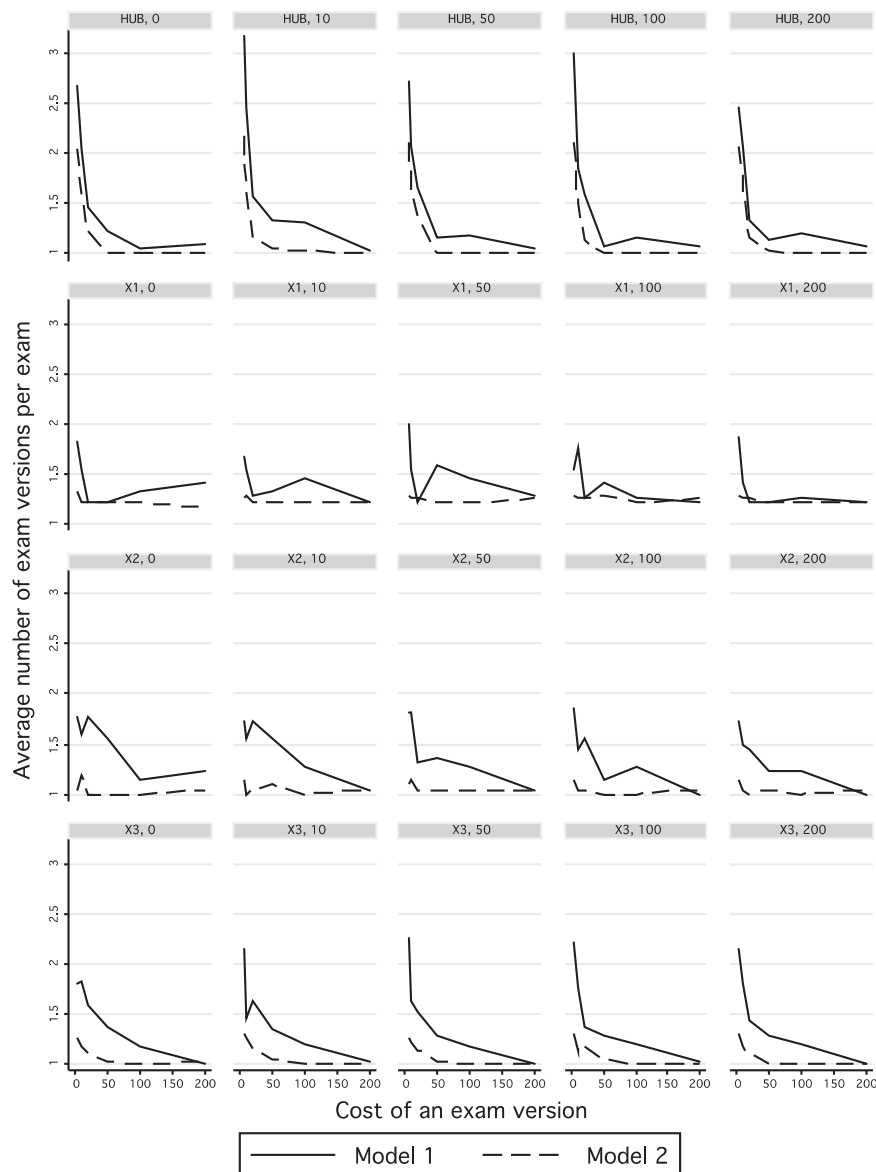 HUB, 0 HUB, 10 HUB, 50 HUB, 100 HUB, 200
3
2.5
2
1.5
1
X1, 0 X1, 10 X1, 50 X1, 100 X1, 200
3
2.5
2
1.5
1
X2, 0 X2, 10 X2, 50 X2, 100 X2, 200
3
2.5
2
1.5
1
X3, 0 X3, 10 X3, 50 X3, 100 X3, 200
3
2.5
2
1.5
1
Average number of exam versions per exam
0 50 100 150 200 0 50 100 150 200 0 50 100 150 200 0 50 100 150 200 0 50 100 150 200
Cost of an exam version
Model 1 Model 2